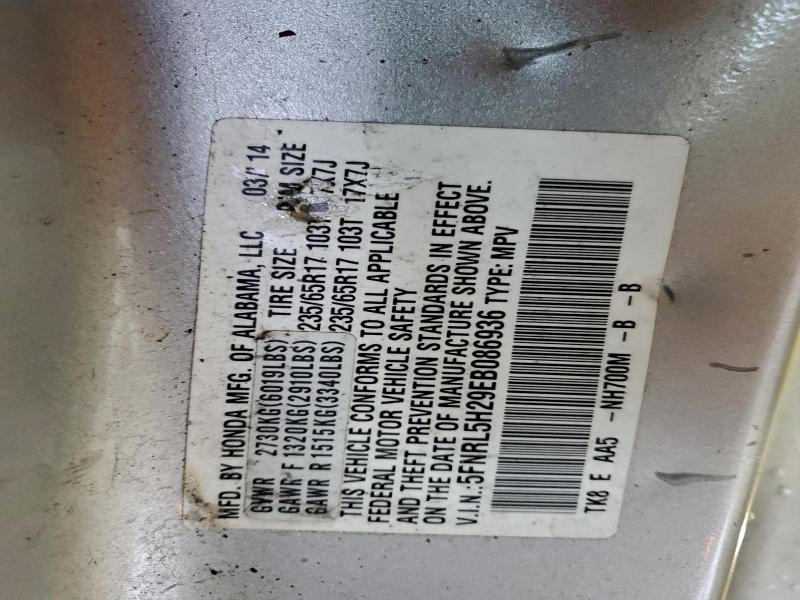 MFD. BY HONDA MFG. OF ALABAMA, LLC 03/'14
GVWR 2730KG(6019LBS) TIRE SIZE RIM SIZE
GAWR F 1320KG(2910LBS) 235/65R17 103T 17X7J
GAWR R 1515KG(3340LBS) 235/65R17 103T 17X7J
THIS VEHICLE CONFORMS TO ALL APPLICABLE
FEDERAL MOTOR VEHICLE SAFETY
AND THEFT PREVENTION STANDARDS IN EFFECT
ON THE DATE OF MANUFACTURE SHOWN ABOVE.
V.I.N.:5FNRL5H29EB086936 TYPE: MPV
TK8 E AA5 -NH700M -B -B